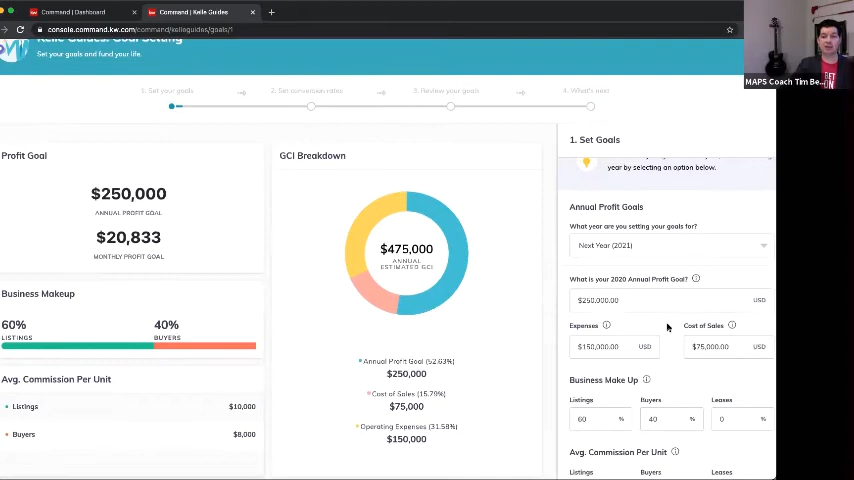 Command | Dashboard
Command | Kelle Guides
console.command.kw.com/command/kelleguides/goals/1
Kelle Guides: Goal Setting
Set your goals and fund your life.
MAPS Coach Tim Be...
BET
ON
1. Set your goals
2. Set conversion rates
3. Review your goals
4. What's next
Profit Goal
$250,000
ANNUAL PROFIT GOAL
$20,833
MONTHLY PROFIT GOAL
Business Makeup
60%
LISTINGS
40%
BUYERS
Avg. Commission Per Unit
Listings
$10,000
Buyers
$8,000
GCI Breakdown
$475,000
ANNUAL
ESTIMATED GCI
Annual Profit Goal (52.63%)
$250,000
Cost of Sales (15.79%)
$75,000
Operating Expenses (31.58%)
$150,000
1. Set Goals
year by selecting an option below.
Annual Profit Goals
What year are you setting your goals for?
Next Year (2021)
What is your 2020 Annual Profit Goal?
$250,000.00 USD
Expenses
Cost of Sales
$150,000.00 USD
$75,000.00 USD
Business Make Up
Listings
Buyers
Leases
60 %
40 %
0 %
Avg. Commission Per Unit
Listings
Buyers
Leases